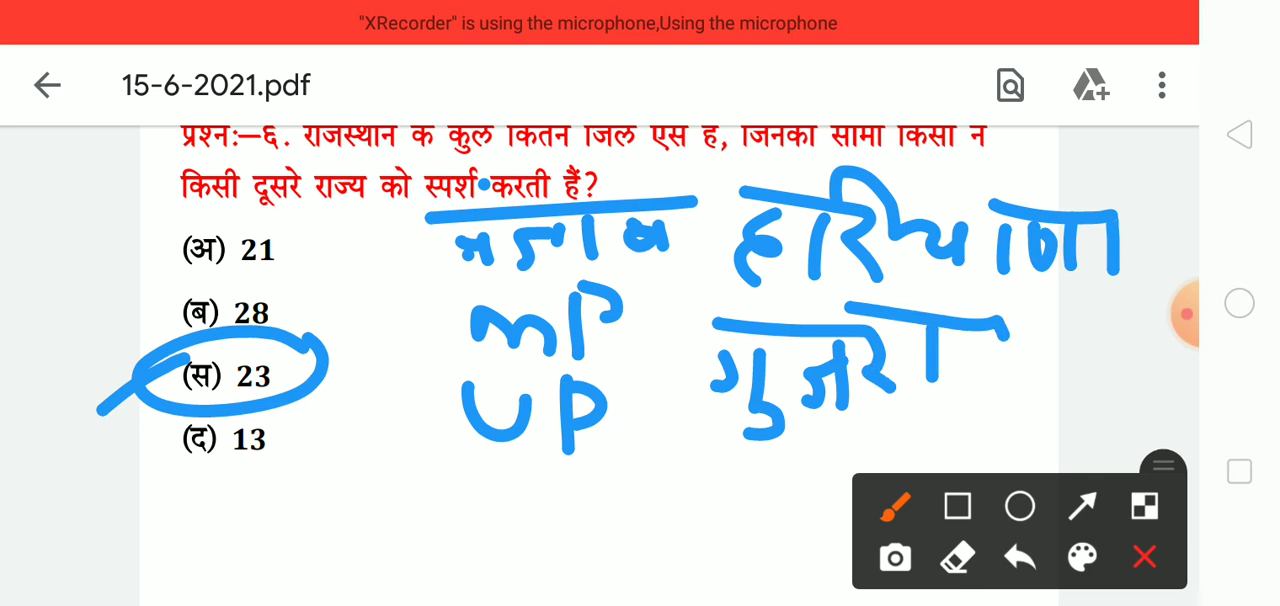 "XRecorder" is using the microphone,Using the microphone
15-6-2021.pdf
प्रश्नः–६. राजस्थान के कुल कितने जिले ऐसे हैं, जिनकी सीमा किसी न
किसी दूसरे राज्य को स्पर्श करती हैं?
(अ) 21
(ब) 28
(स) 23
(द) 13
हरियाणा
MP
UP